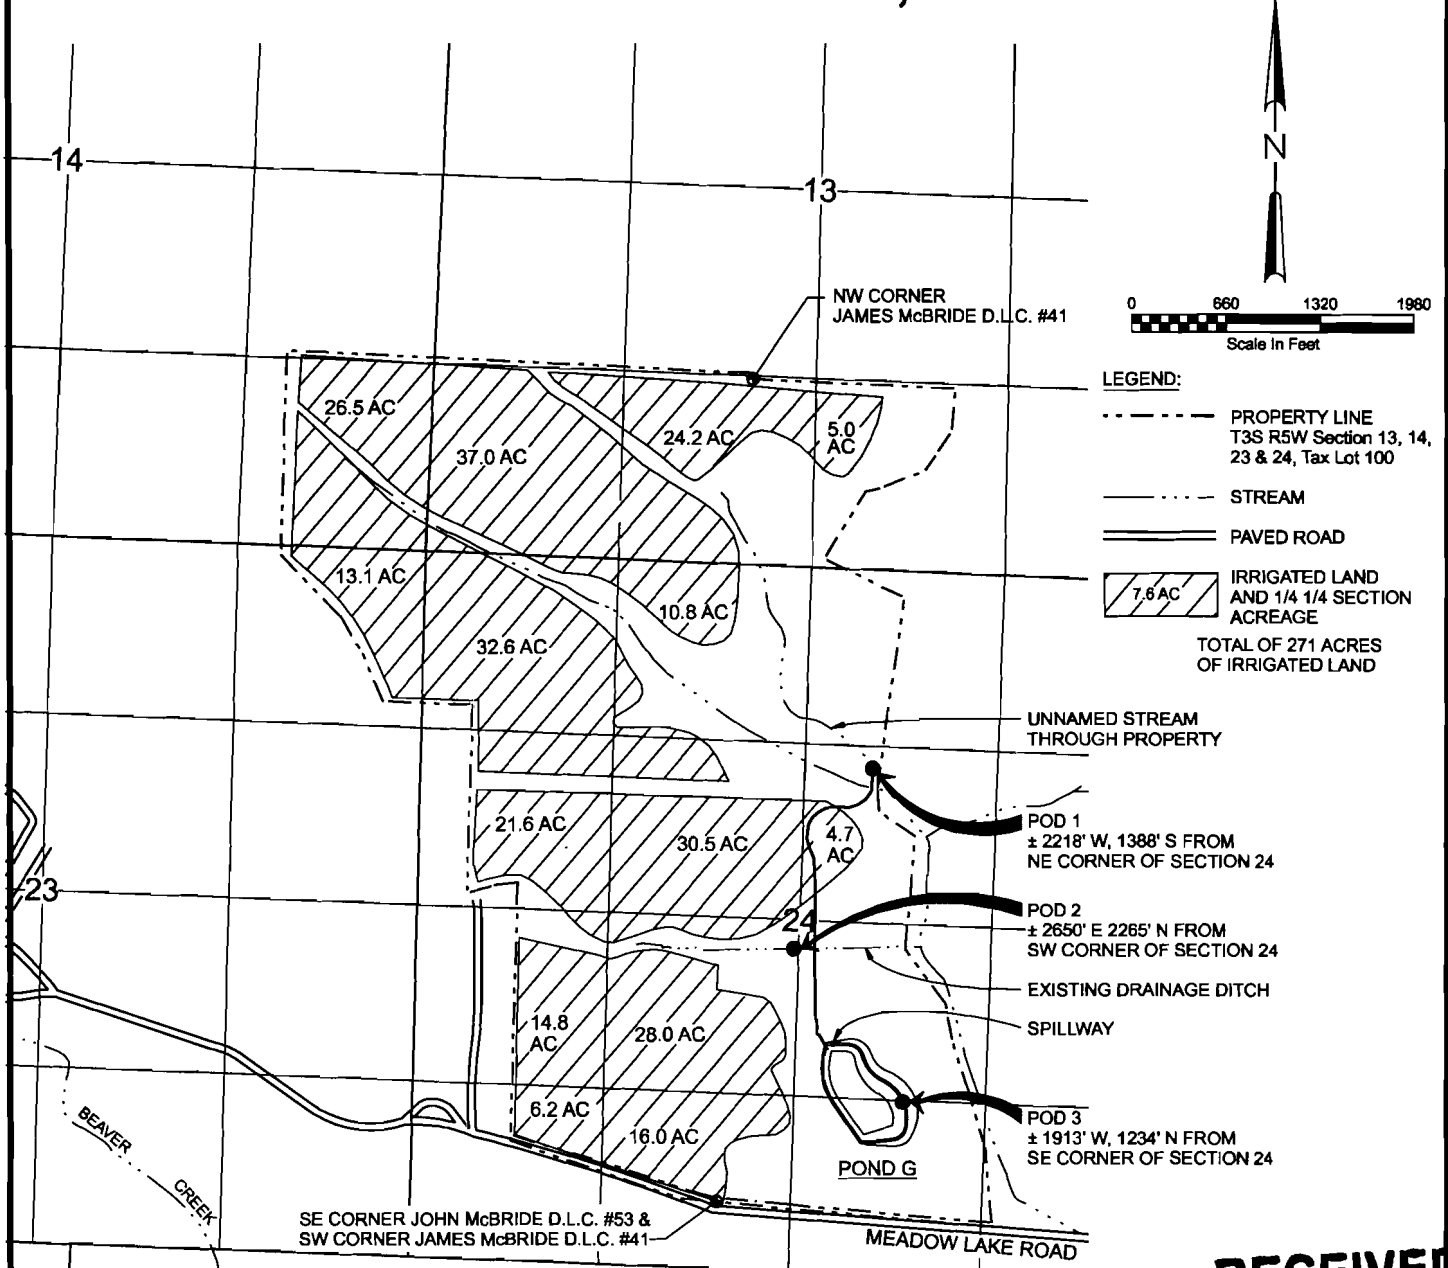 14
13
N
NW CORNER
JAMES McBRIDE D.L.C. #41
0 660 1320 1980
Scale In Feet
LEGEND:
PROPERTY LINE
T3S R5W Section 13, 14,
23 & 24, Tax Lot 100
STREAM
PAVED ROAD
7.6 AC
IRRIGATED LAND
AND 1/4 1/4 SECTION
ACREAGE
TOTAL OF 271 ACRES
OF IRRIGATED LAND
26.5 AC
37.0 AC
24.2 AC
5.0
AC
13.1 AC
10.8 AC
32.6 AC
UNNAMED STREAM
THROUGH PROPERTY
21.6 AC
30.5 AC
4.7
AC
POD 1
± 2218' W, 1388' S FROM
NE CORNER OF SECTION 24
23
24
POD 2
± 2650' E 2265' N FROM
SW CORNER OF SECTION 24
EXISTING DRAINAGE DITCH
SPILLWAY
14.8
AC
28.0 AC
6.2 AC
16.0 AC
POD 3
± 1913' W, 1234' N FROM
SE CORNER OF SECTION 24
POND G
BEAVER
CREEK
SE CORNER JOHN McBRIDE D.L.C. #53 &
SW CORNER JAMES McBRIDE D.L.C. #41
MEADOW LAKE ROAD
RECEIVED